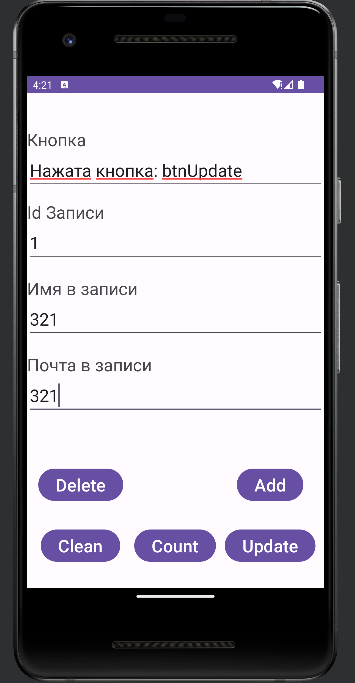 4:21
Кнопка
Нажата кнопка: btnUpdate
Id Записи
1
Имя в записи
321
Почта в записи
321
Delete Add
Clean Count Update